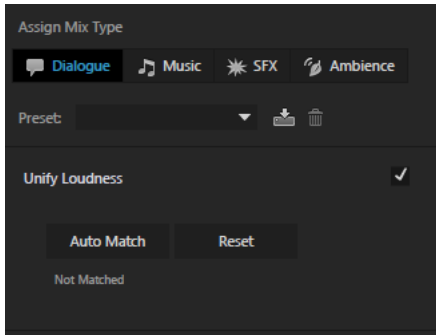 Assign Mix Type
Dialogue Music SFX Ambience
Preset:
Unify Loudness
Auto Match Reset
Not Matched